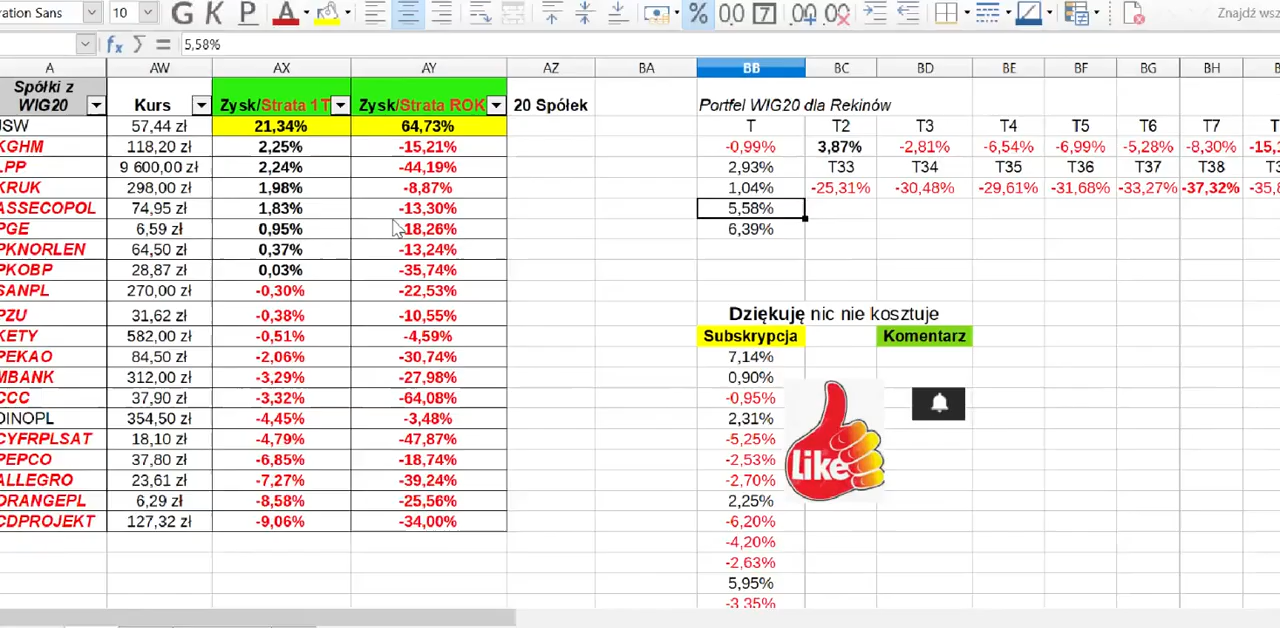 ration Sans 10 G K P A % 0,0 7 Znajdź wsz
5,58%
A AW AX AY AZ BA BB BC BD BE BF BG BH
Spółki z WIG20 Kurs Zysk/Strata 1T Zysk/Strata ROK 20 Spółek Portfel WIG20 dla Rekinów
JSW 57,44 zł 21,34% 64,73% T T2 T3 T4 T5 T6 T7
KGHM 118,20 zł 2,25% -15,21% -0,99% 3,87% -2,81% -6,54% -6,99% -5,28% -8,30% -15,1
LPP 9 600,00 zł 2,24% -44,19% 2,93% T33 T34 T35 T36 T37 T38
KRUK 298,00 zł 1,98% -8,87% 1,04% -25,31% -30,48% -29,61% -31,68% -33,27% -37,32% -35,8
ASSECOPOL 74,95 zł 1,83% -13,30% 5,58%
PGE 6,59 zł 0,95% -18,26% 6,39%
PKNORLEN 64,50 zł 0,37% -13,24%
PKOBP 28,87 zł 0,03% -35,74%
SANPL 270,00 zł -0,30% -22,53%
PZU 31,62 zł -0,38% -10,55% Dziękuję nic nie kosztuje
KETY 582,00 zł -0,51% -4,59% Subskrypcja Komentarz
PEKAO 84,50 zł -2,06% -30,74% 7,14%
MBANK 312,00 zł -3,29% -27,98% 0,90%
CCC 37,90 zł -3,32% -64,08% -0,95%
DINOPL 354,50 zł -4,45% -3,48% 2,31%
CYFRPLSAT 18,10 zł -4,79% -47,87% -5,25%
PEPCO 37,80 zł -6,85% -18,74% -2,53%
like
ALLEGRO 23,61 zł -7,27% -39,24% -2,70%
ORANGEPL 6,29 zł -8,58% -25,56% 2,25%
CDPROJEKT 127,32 zł -9,06% -34,00% -6,20%
-4,20%
-2,63%
5,95%
-3,35%